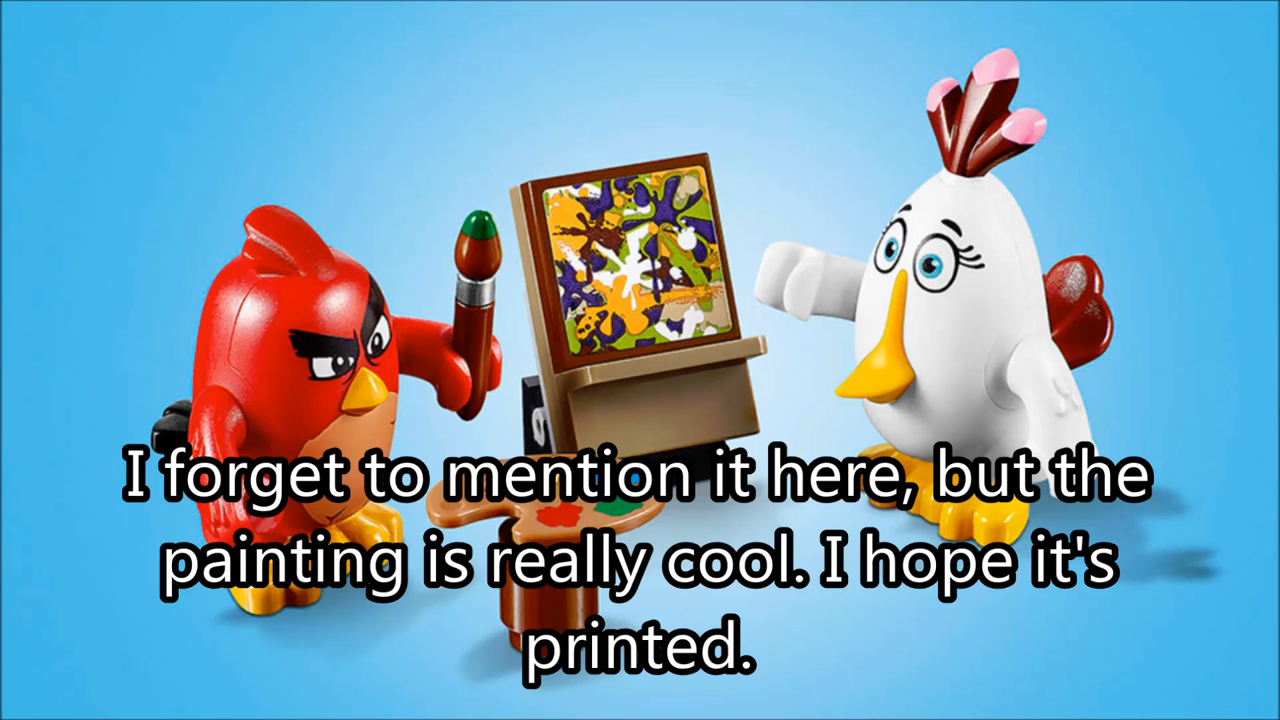 I forget to mention it here, but the
painting is really cool. I hope it's
printed.